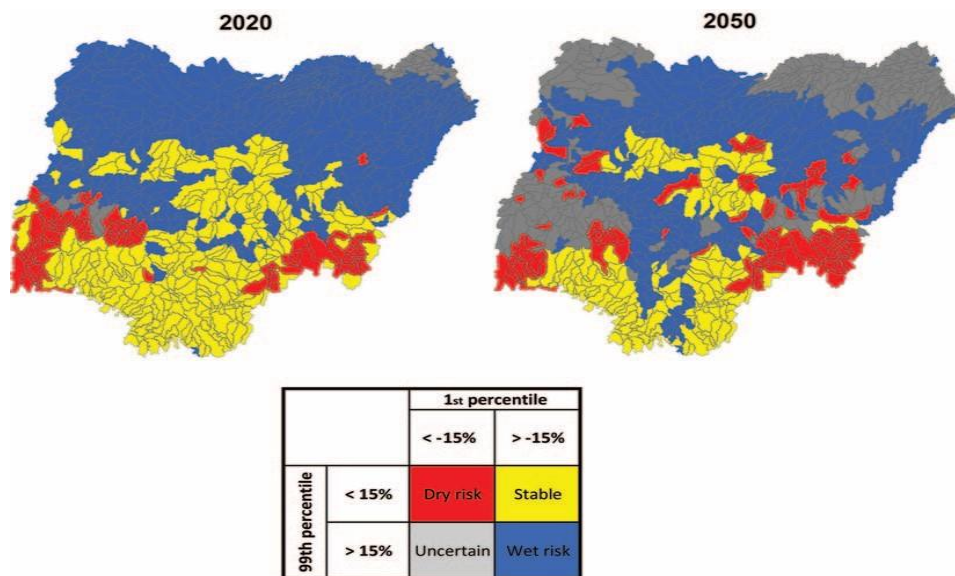 2020
2050
1st percentile
< -15%
> -15%
99th percentile
< 15%
Dry risk
Stable
> 15%
Uncertain
Wet risk